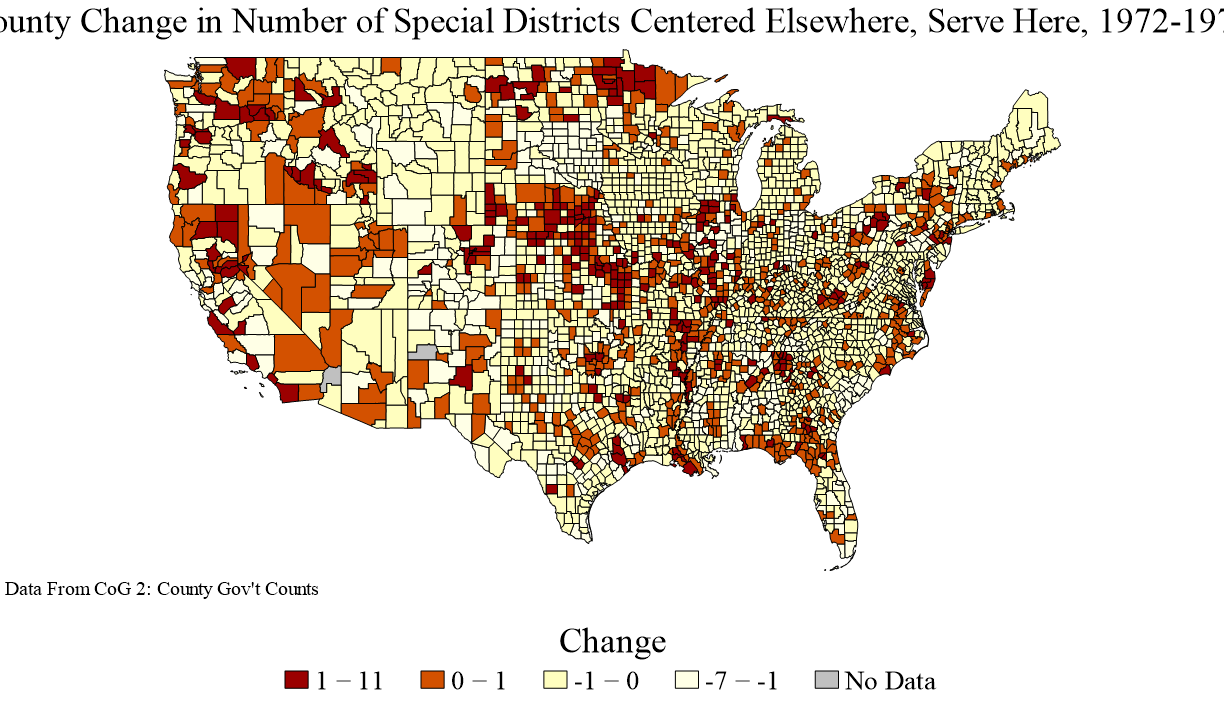 ounty Change in Number of Special Districts Centered Elsewhere, Serve Here, 1972-197
Data From CoG 2: County Gov't Counts
Change
1 − 11
0 − 1
-1 − 0
-7 − -1
No Data